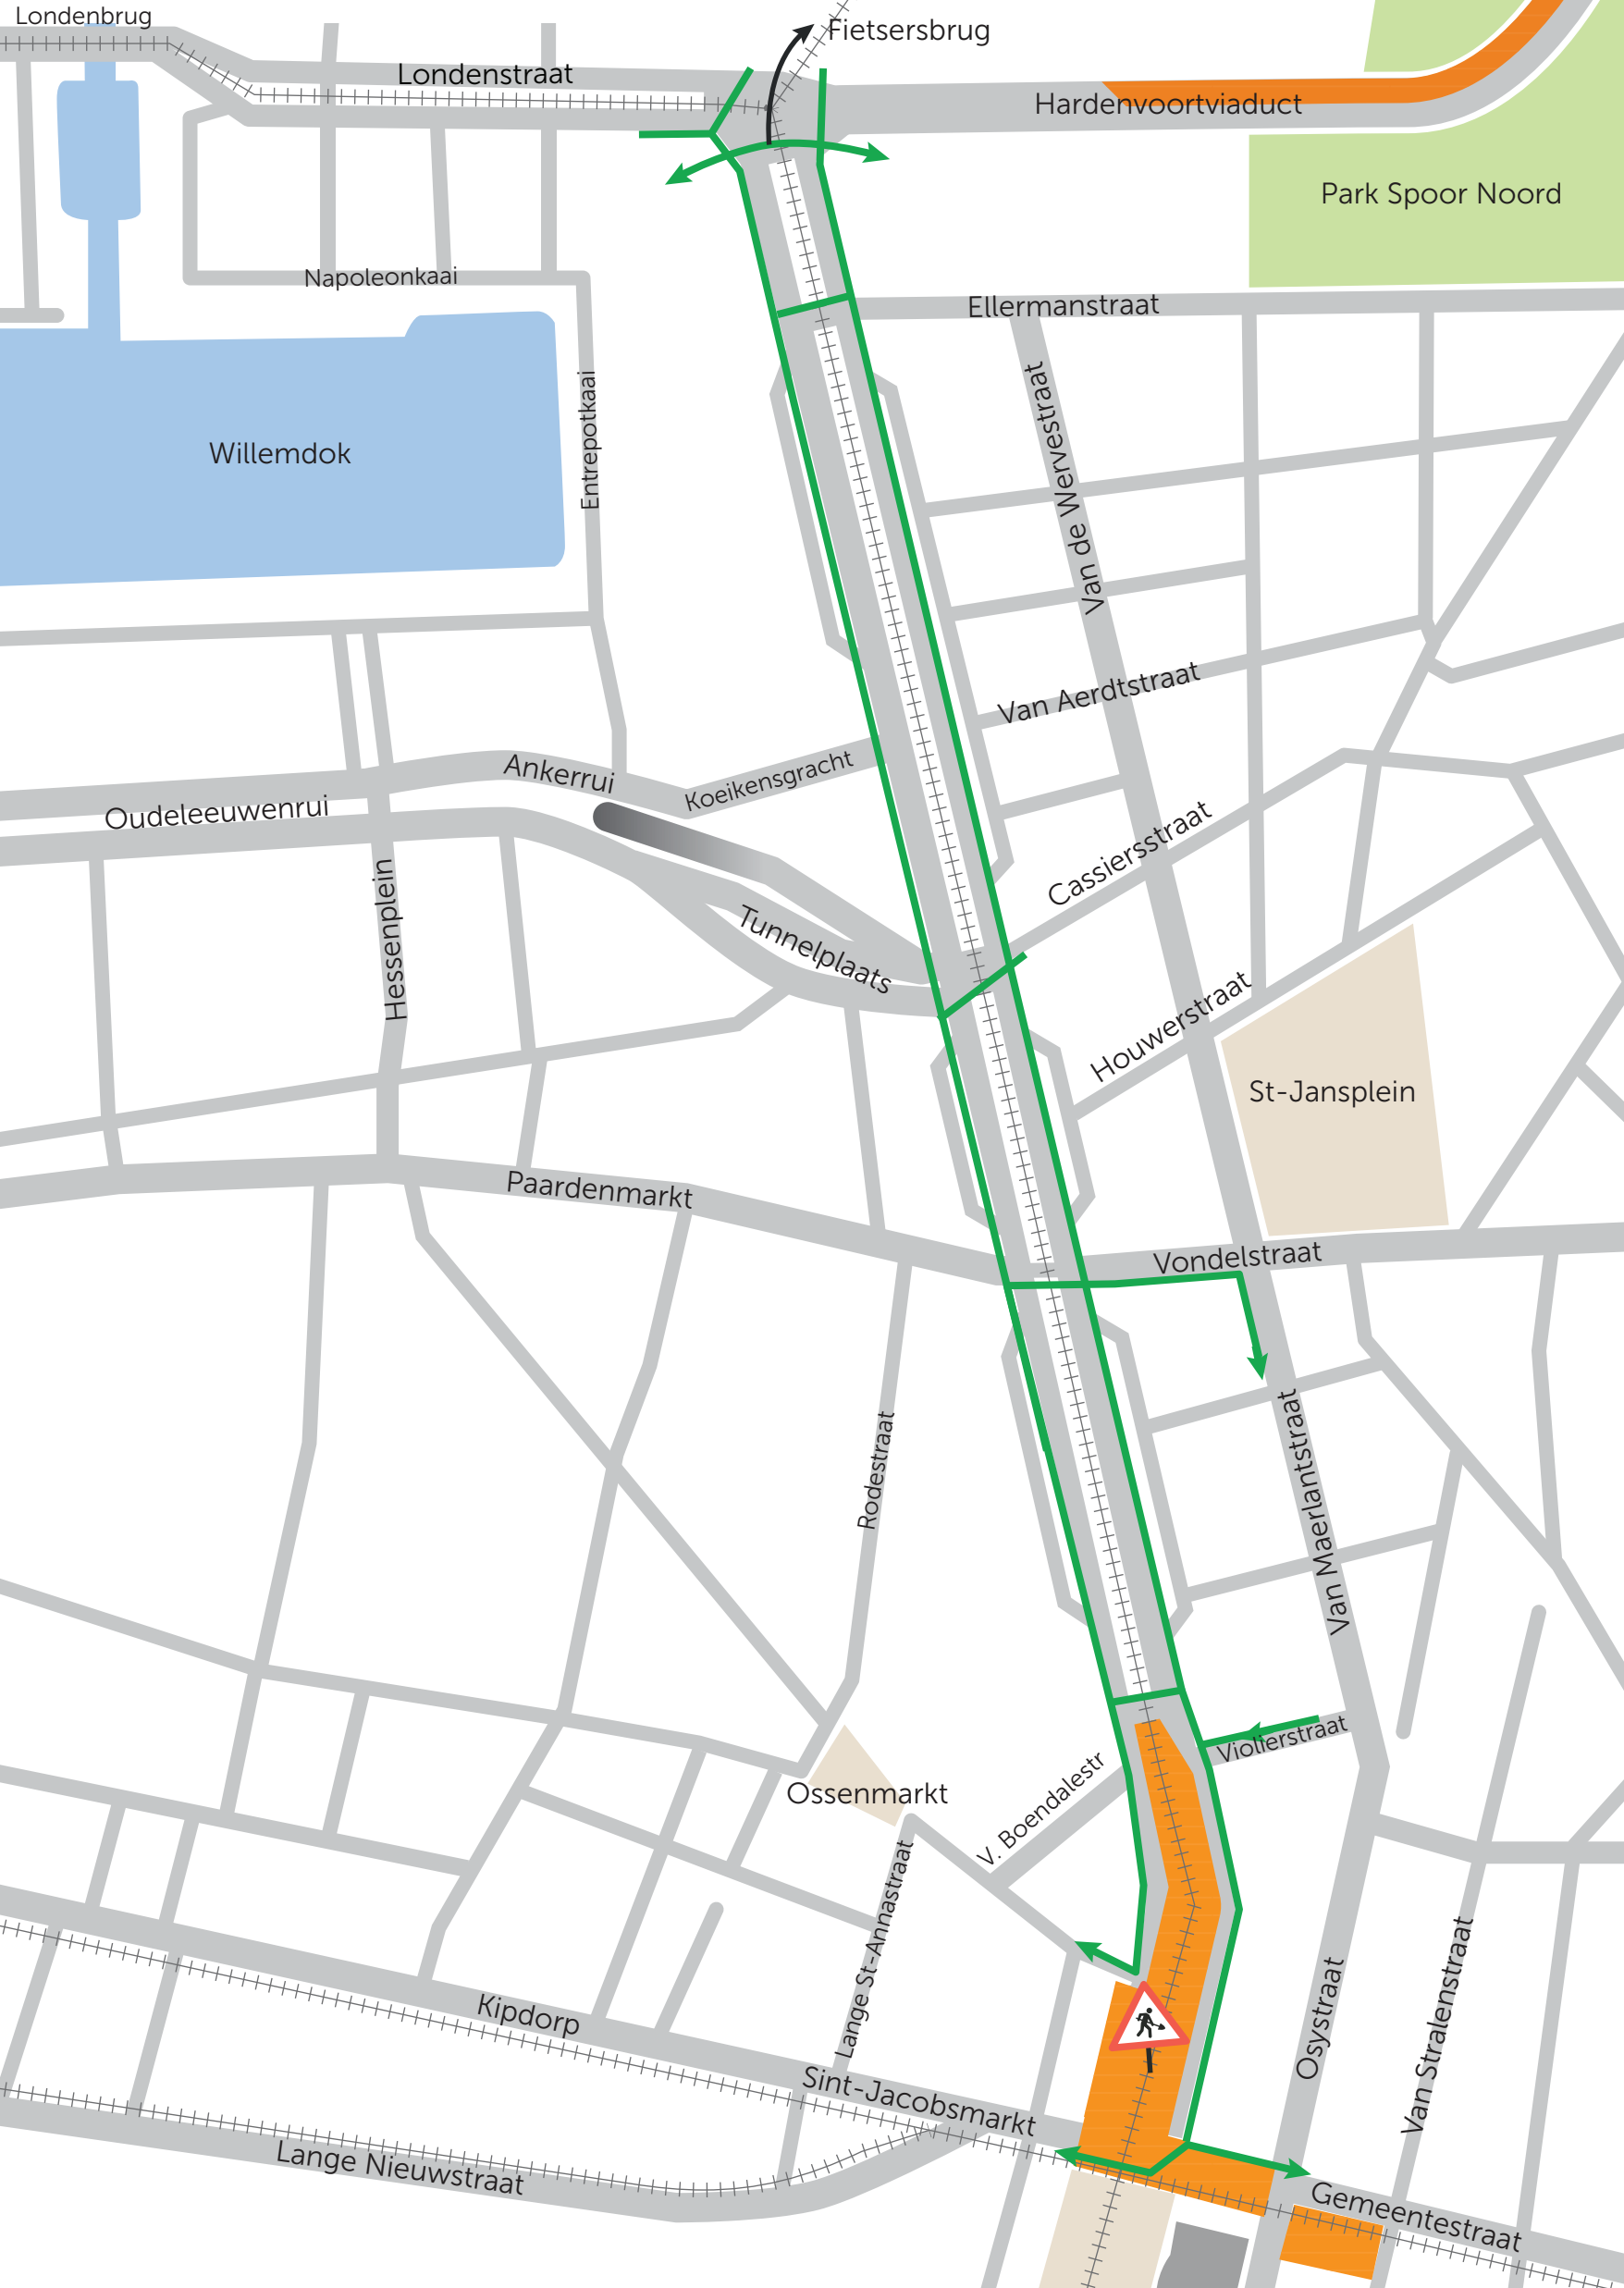 Londenbrug
Fietsersbrug
Londenstraat
Hardenvoortviaduct
Park Spoor Noord
Napoleonkaai
Ellermanstraat
Willemdok
Entrepotkaai
Van de Wervestraat
Van Aerdtstraat
Ankerrui
Koeikensgracht
Oudeleeuwenrui
Cassiersstraat
Hessenplein
Tunnelplaats
Houwerstraat
St-Jansplein
Paardenmarkt
Vondelstraat
Rodestraat
Van Maerlantstraat
Violierstraat
Ossenmarkt
V. Boendalestr
Lange St-Annastraat
Osystraat
Van Stralenstraat
Kipdorp
Sint-Jacobsmarkt
Lange Nieuwstraat
Gemeentestraat